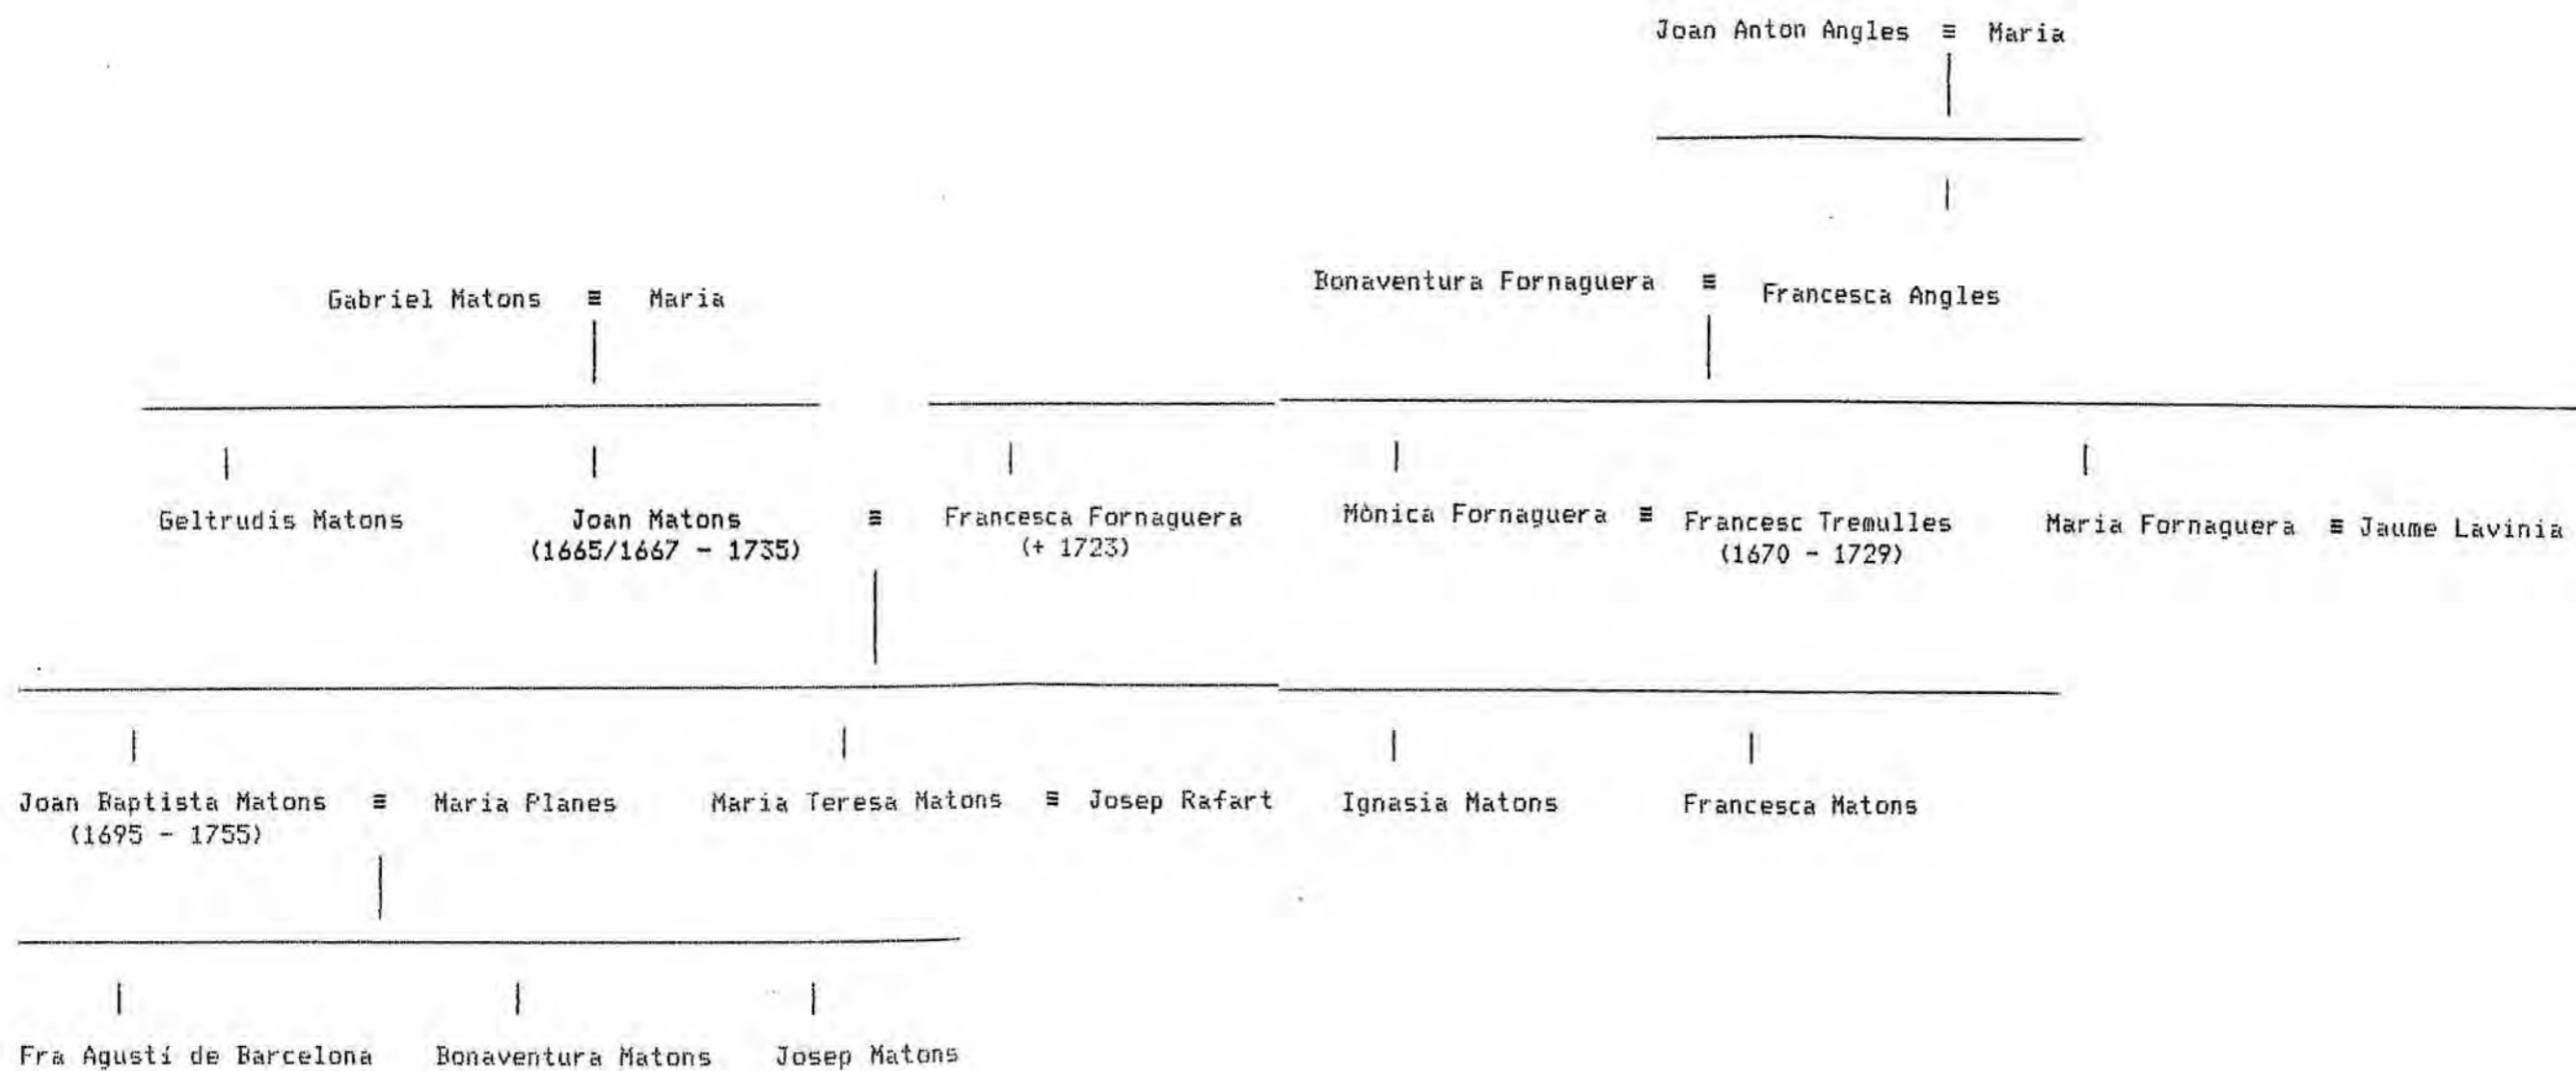 Joan Anton Angles ≡ Maria
Bonaventura Fornaguera ≡ Francesca Angles
Gabriel Matons ≡ Maria
Geltrudis Matons Joan Matons ≡ Francesca Fornaguera Mònica Fornaguera ≡ Francesc Tremulles Maria Fornaguera ≡ Jaume Lavinia
(1665/1667 - 1735) (+ 1723) (1670 - 1729)
Joan Baptista Matons ≡ Maria Planes Maria Teresa Matons ≡ Josep Rafart Ignasia Matons Francesca Matons
(1695 - 1755)
Fra Agustí de Barcelona Bonaventura Matons Josep Matons